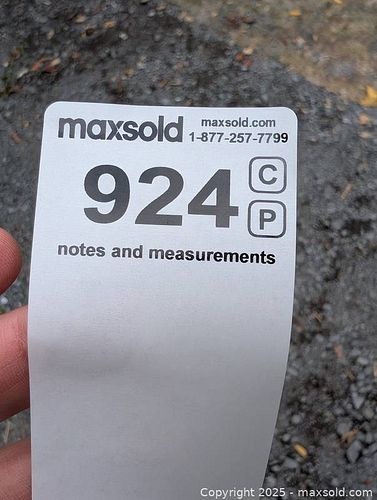 maxsold maxsold.com
1-877-257-7799
924 C
P
notes and measurements
Copyright 2025 - maxsold.com